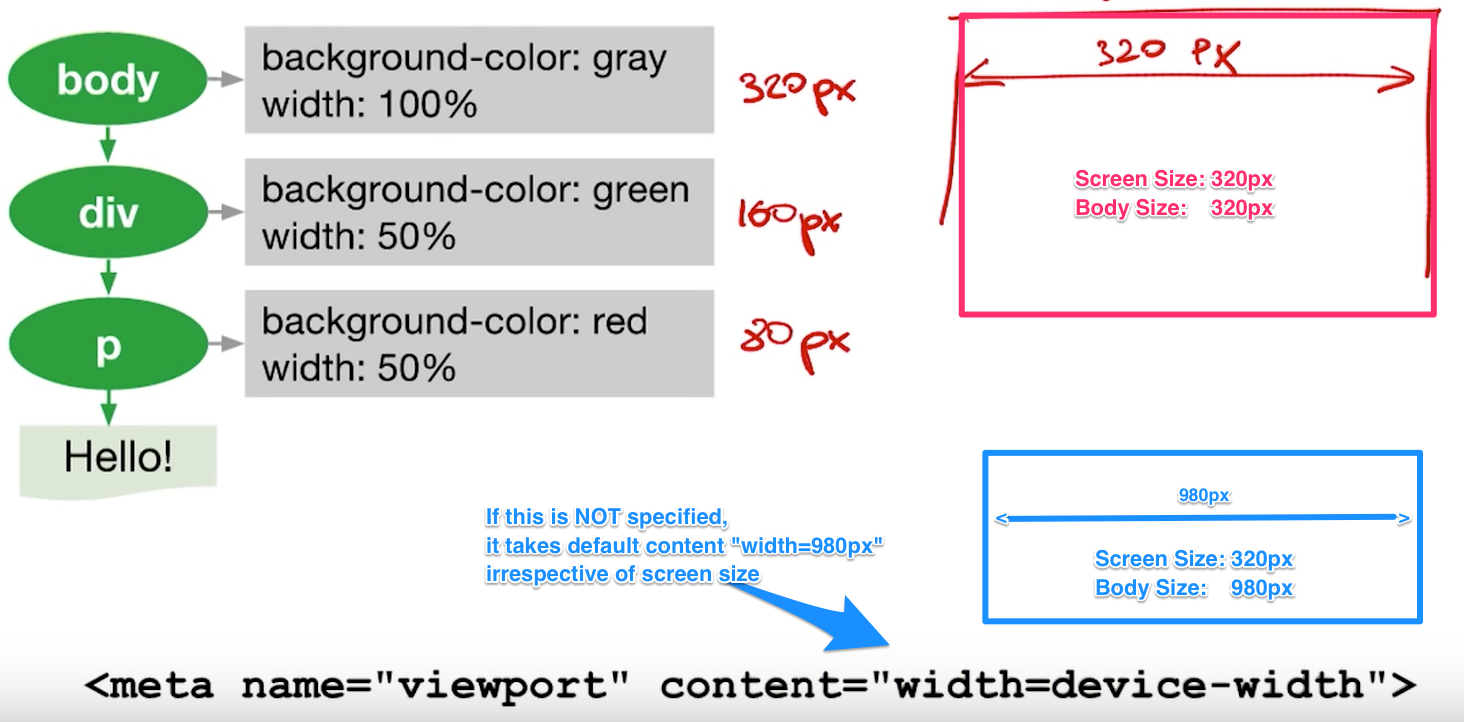 body
background-color: gray
width: 100%
320px
div
background-color: green
width: 50%
160px
p
background-color: red
width: 50%
80px
Hello!
320 PX
Screen Size: 320px
Body Size: 320px
980px
Screen Size: 320px
Body Size: 980px
If this is NOT specified,
it takes default content "width=980px"
irrespective of screen size
<meta name="viewport" content="width=device-width">